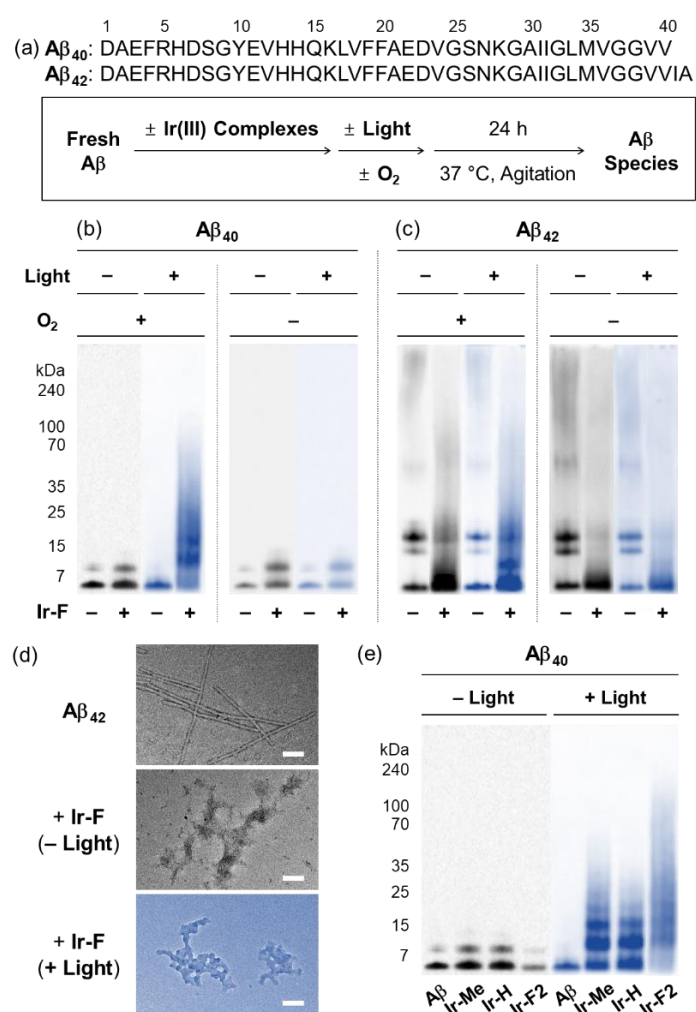 1 5 10 15 20 25 30 35 40
(a) Aβ40: DAEFRHDSGYEVHHQKLVFFAEDVGSNKGAIIGLMVGGVV
Aβ42: DAEFRHDSGYEVHHQKLVFFAEDVGSNKGAIIGLMVGGVVIA
Fresh Aβ
± Ir(III) Complexes
± Light
± O2
24 h
37 °C, Agitation
Aβ Species
(b) Aβ40 (c) Aβ42
Light – + – + – + – +
O2 + – + –
kDa
240
100
70
35
25
15
7
Ir-F – + – + – + – + – + – + – + – +
(d)
Aβ42
+ Ir-F
(– Light)
+ Ir-F
(+ Light)
(e) Aβ40
– Light + Light
kDa
240
100
70
35
25
15
7
Aβ Ir-Me Ir-H Ir-F2 Aβ Ir-Me Ir-H Ir-F2